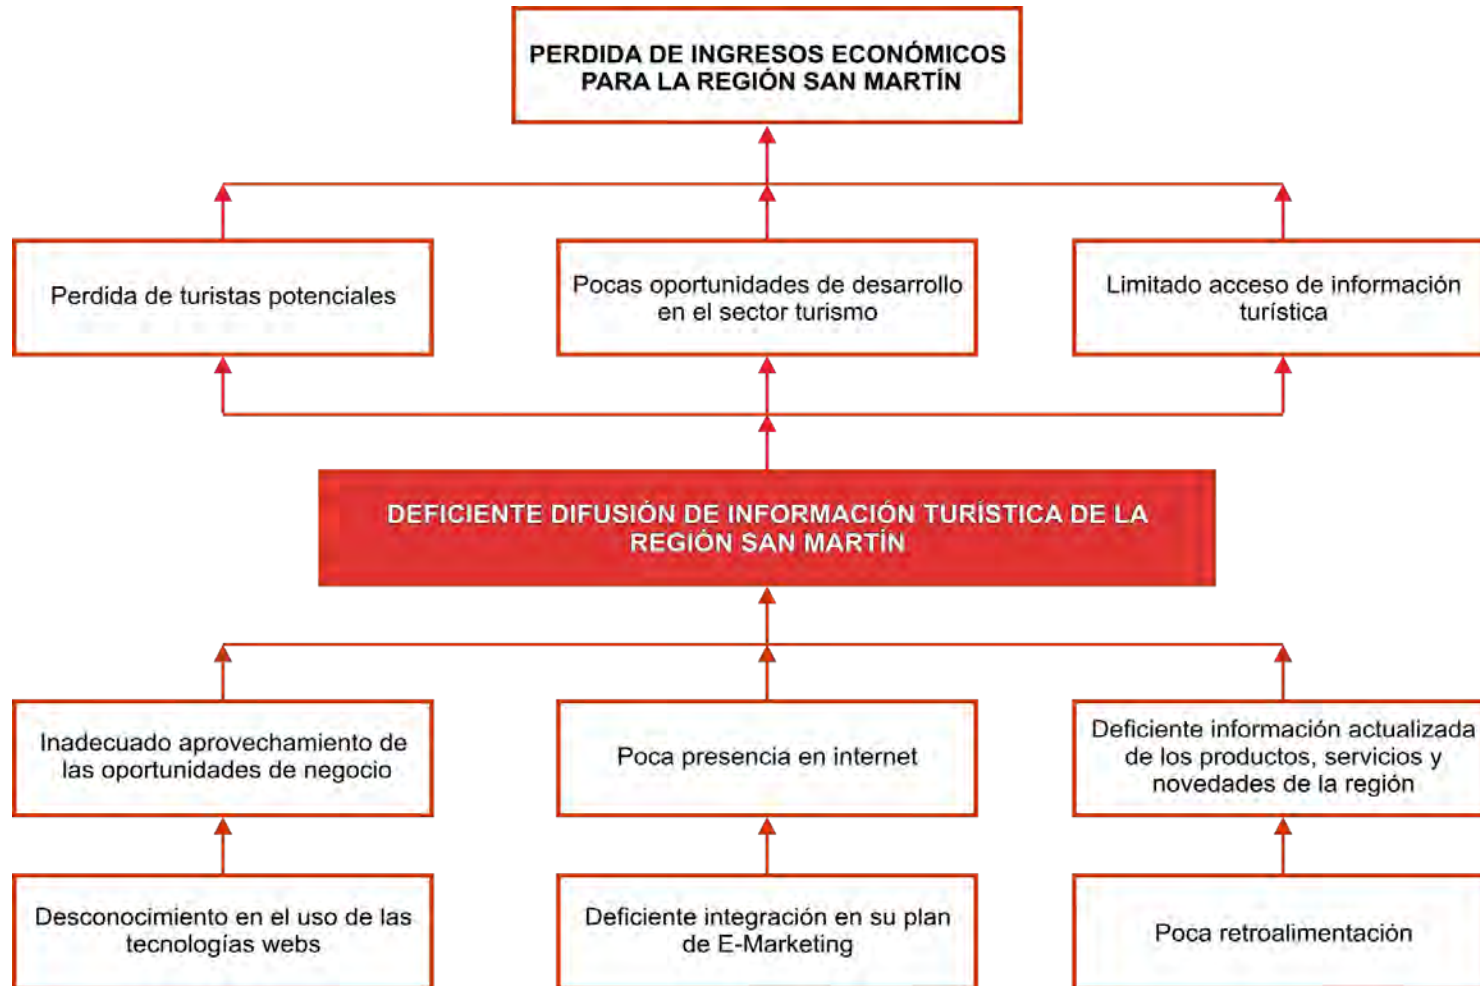 PERDIDA DE INGRESOS ECONÓMICOS
PARA LA REGIÓN SAN MARTÍN
Perdida de turistas potenciales
Pocas oportunidades de desarrollo
en el sector turismo
Limitado acceso de información
turística
DEFICIENTE DIFUSIÓN DE INFORMACIÓN TURÍSTICA DE LA
REGIÓN SAN MARTÍN
Inadecuado aprovechamiento de
las oportunidades de negocio
Poca presencia en internet
Deficiente información actualizada
de los productos, servicios y
novedades de la región
Desconocimiento en el uso de las
tecnologías webs
Deficiente integración en su plan
de E-Marketing
Poca retroalimentación